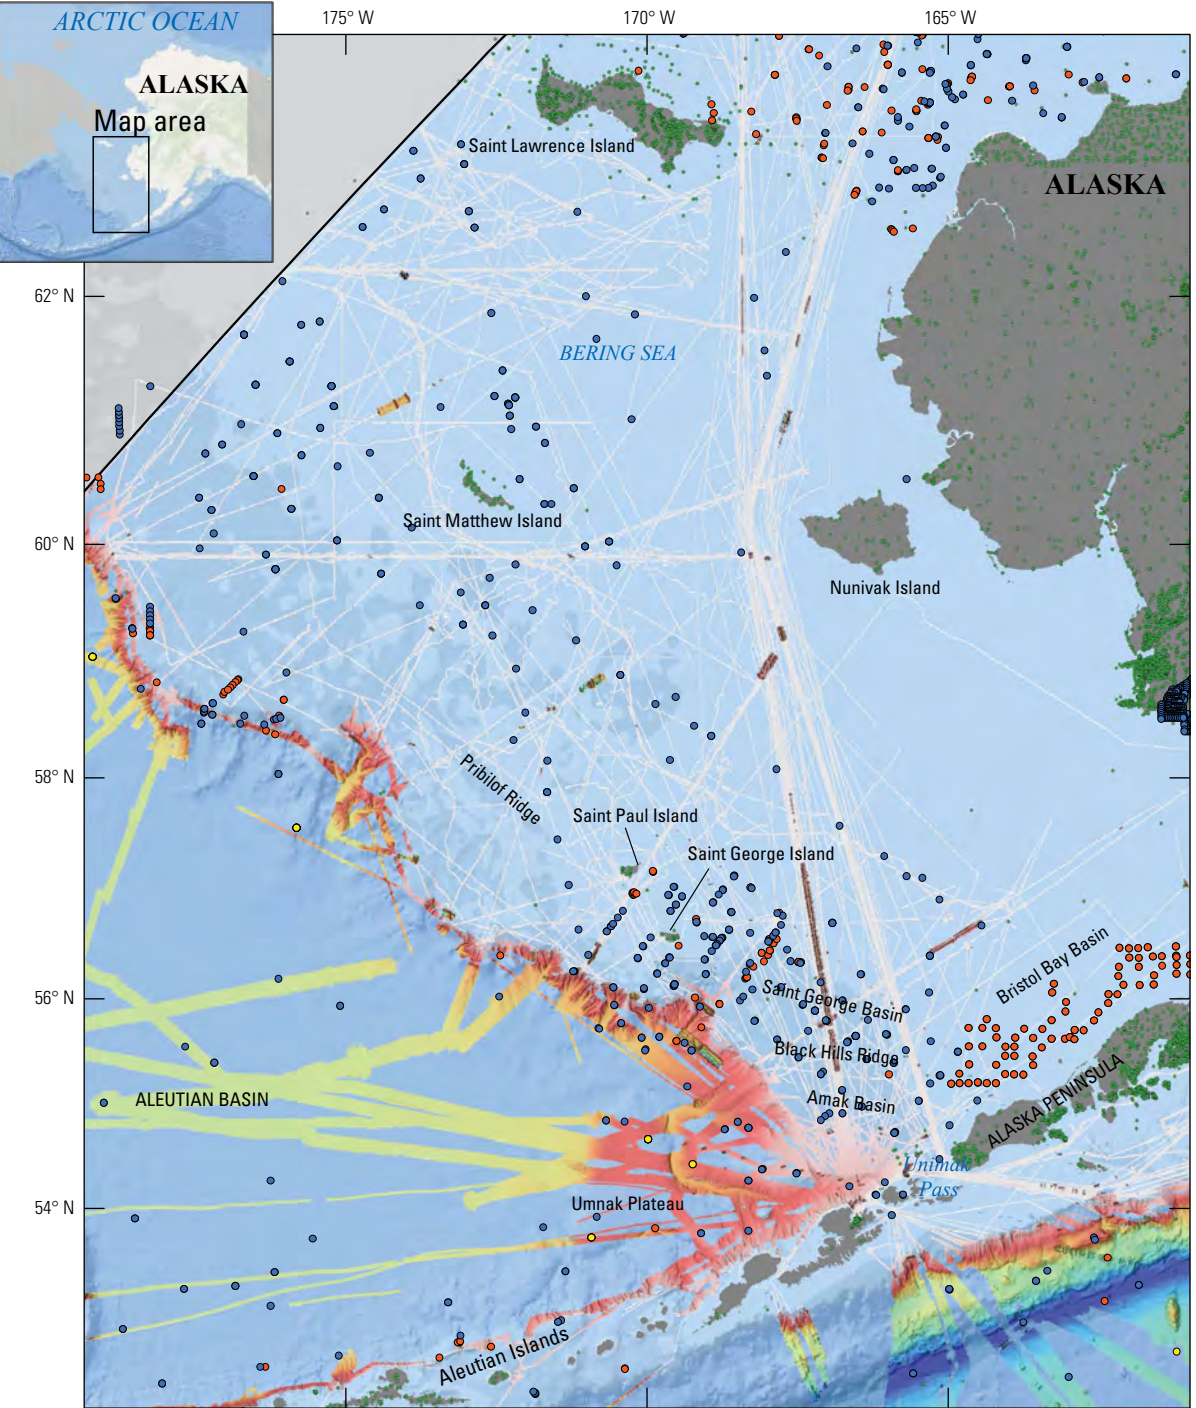 ARCTIC OCEAN
ALASKA
Map area
175° W
170° W
165° W
Saint Lawrence Island
ALASKA
62° N
BERING SEA
Saint Matthew Island
60° N
Nunivak Island
58° N
Pribilof Ridge
Saint Paul Island
Saint George Island
Bristol Bay Basin
56° N
Saint George Basin
Black Hills Ridge
ALEUTIAN BASIN
Amak Basin
ALASKA PENINSULA
Unimak
Pass
54° N
Umnak Plateau
Aleutian Islands